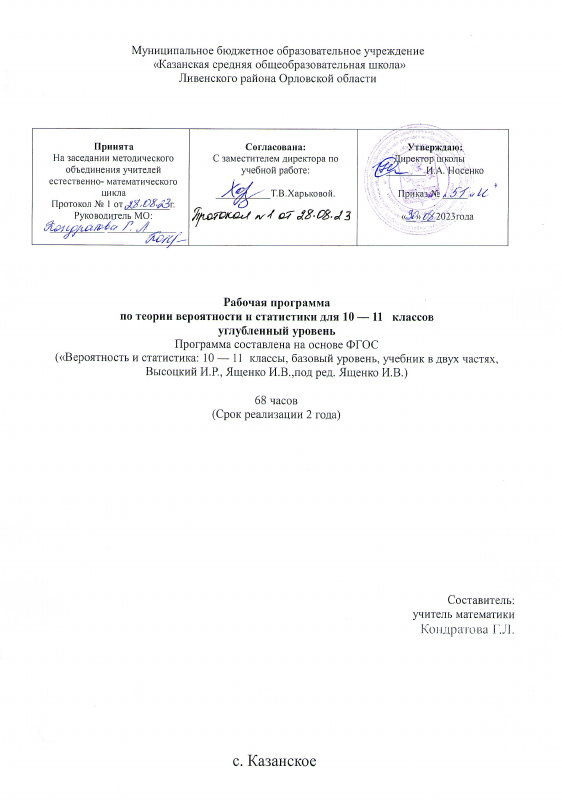 Муниципальное бюджетное образовательное учреждение
«Казанская средняя общеобразовательная школа»
Ливенского района Орловской области
Принята
На заседании методического
объединения учителей
естественно- математического
цикла
Протокол № 1 от 28.08.23г.
Руководитель МО:
Кондратова Г. Л
Согласована:
С заместителем директора по
учебной работе:
Т.В.Харьковой.
Протокол №1 от 28.08.23
Утверждаю:
Директор школы
И.А. Носенко
Приказ №
2023года
Рабочая программа
по теории вероятности и статистики для 10 — 11 классов
углубленный уровень
Программа составлена на основе ФГОС
(«Вероятность и статистика: 10 — 11 классы, базовый уровень, учебник в двух частях,
Высоцкий И.Р., Ященко И.В.,под ред. Ященко И.В.)
68 часов
(Срок реализации 2 года)
Составитель:
учитель математики
Кондратова Г.Л.
с. Казанское